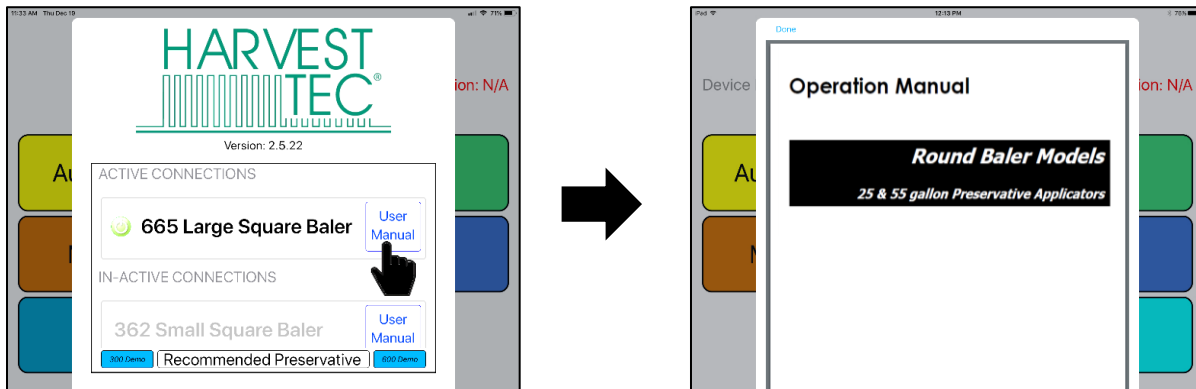 11:33 AM Thu Dec 19
71%
HARVEST
TEC®
ion: N/A
Version: 2.5.22
Au
ACTIVE CONNECTIONS
665 Large Square Baler
User
Manual
IN-ACTIVE CONNECTIONS
362 Small Square Baler
User
Manual
300 Demo
Recommended Preservative
600 Demo
iPad
12:13 PM
76%
Done
Device
ion: N/A
Operation Manual
Au
Round Baler Models
25 & 55 gallon Preservative Applicators